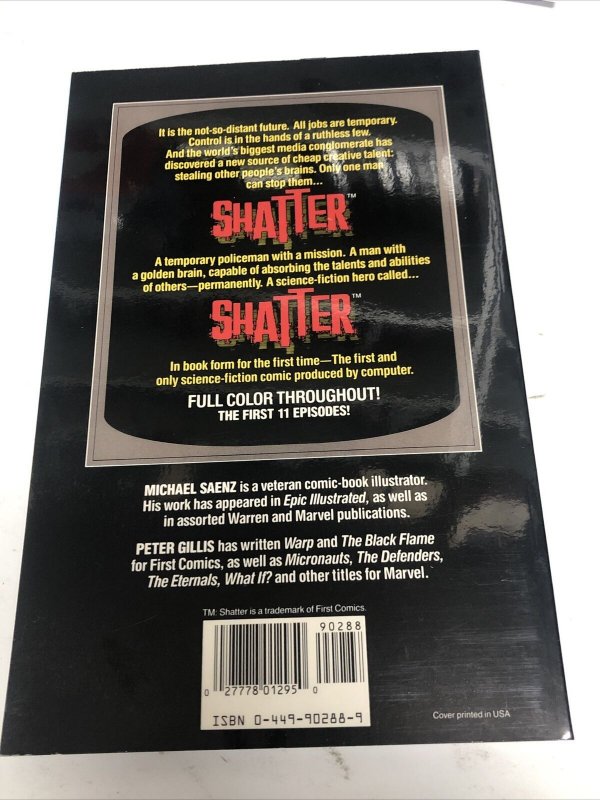 It is the not-so-distant future. All jobs are temporary.
Control is in the hands of a ruthless few.
And the world's biggest media conglomerate has
discovered a new source of cheap creative talent:
stealing other people's brains. Only one man
can stop them...
SHATTER™
A temporary policeman with a mission. A man with
a golden brain, capable of absorbing the talents and abilities
of others—permanently. A science-fiction hero called...
SHATTER™
In book form for the first time—The first and
only science-fiction comic produced by computer.
FULL COLOR THROUGHOUT!
THE FIRST 11 EPISODES!
MICHAEL SAENZ is a veteran comic-book illustrator.
His work has appeared in Epic Illustrated, as well as
in assorted Warren and Marvel publications.
PETER GILLIS has written Warp and The Black Flame
for First Comics, as well as Micronauts, The Defenders,
The Eternals, What If? and other titles for Marvel.
TM: Shatter is a trademark of First Comics.
90288
0 27778 01295 0
ISBN 0-449-90288-9
Cover printed in USA